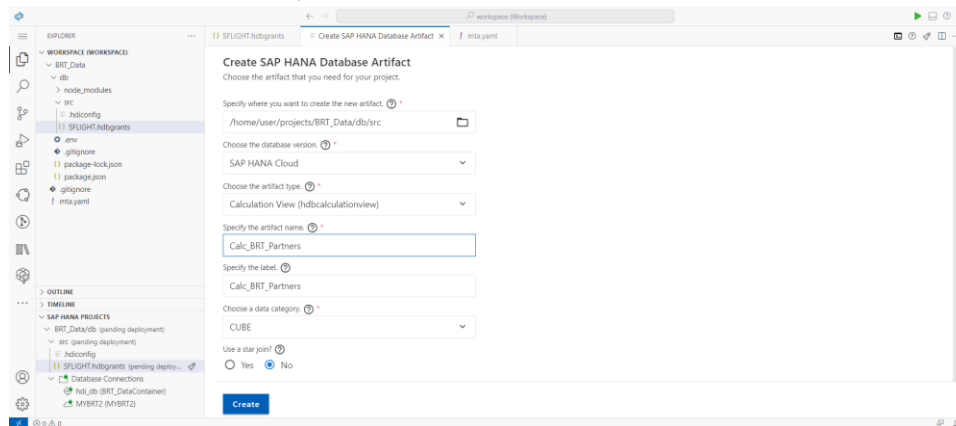 workspace (Workspace)
EXPLORER
SFLIGHT.hdbgrants
Create SAP HANA Database Artifact
mta.yaml
WORKSPACE (WORKSPACE)
BRT_Data
db
node_modules
src
.hdiconfig
SFLIGHT.hdbgrants
.env
.gitignore
package-lock.json
package.json
.gitignore
mta.yaml
OUTLINE
TIMELINE
SAP HANA PROJECTS
BRT_Data/db (pending deployment)
src (pending deployment)
.hdiconfig
SFLIGHT.hdbgrants (pending deploy...
Database Connections
hdi_db (BRT_DataContainer)
MYBRT2 (MYBRT2)
Create SAP HANA Database Artifact
Choose the artifact that you need for your project.
Specify where you want to create the new artifact. *
/home/user/projects/BRT_Data/db/src
Choose the database version. *
SAP HANA Cloud
Choose the artifact type. *
Calculation View (hdbcalculationview)
Specify the artifact name. *
Calc_BRT_Partners
Specify the label.
Calc_BRT_Partners
Choose a data category. *
CUBE
Use a star join?
Yes No
Create
0 0